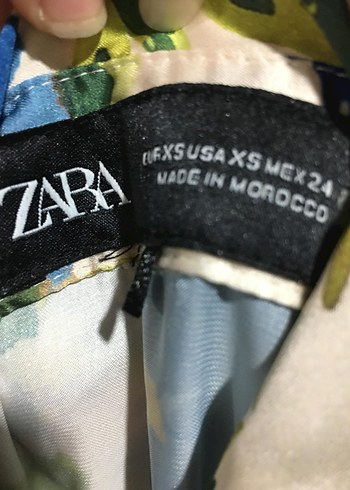 ZARA
EUR XS USA XS MEX 24
MADE IN MOROCCO